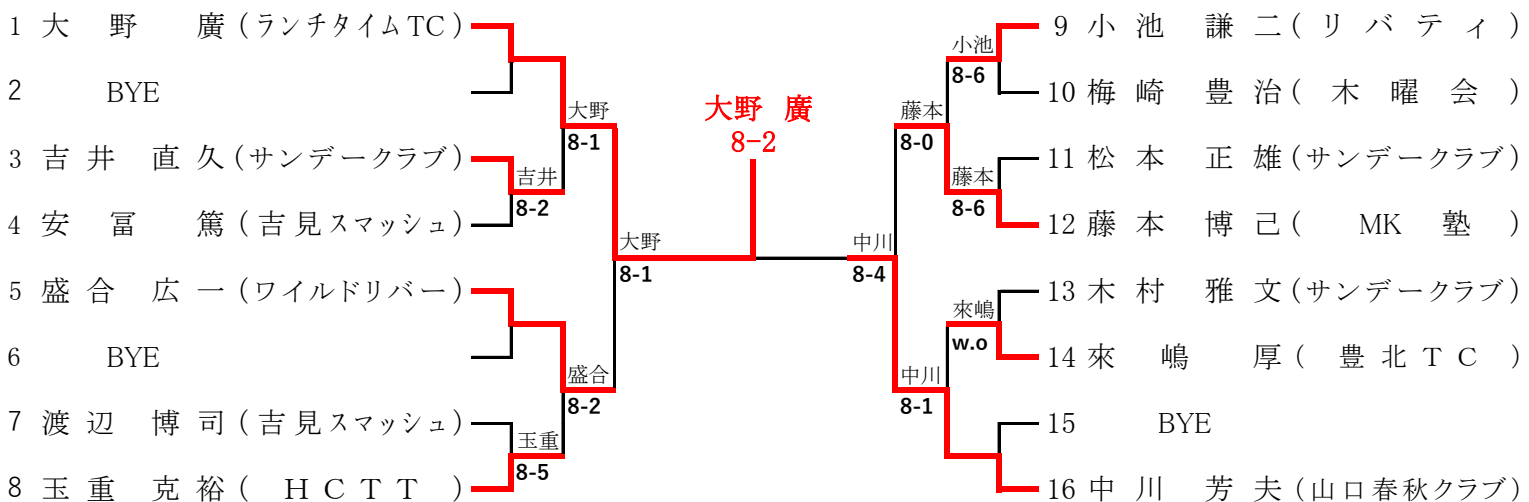 1 大野 廣 (ランチタイムTC)
2 BYE
3 吉井 直久 (サンデークラブ)
4 安冨 篤 (吉見スマッシュ)
5 盛合 広一 (ワイルドリバー)
6 BYE
7 渡辺 博司 (吉見スマッシュ)
8 玉重 克裕 (HCTT)
大野
8-1
吉井
8-2
大野
8-1
盛合
8-2
玉重
8-5
大野 廣
8-2
小池
8-6
藤本
8-0
藤本
8-6
中川
8-4
來嶋
w.o
中川
8-1
9 小池 謙二 (リバティ)
10 梅崎 豊治 (木曜会)
11 松本 正雄 (サンデークラブ)
12 藤本 博己 (MK塾)
13 木村 雅文 (サンデークラブ)
14 來嶋 厚 (豊北TC)
15 BYE
16 中川 芳夫 (山口春秋クラブ)